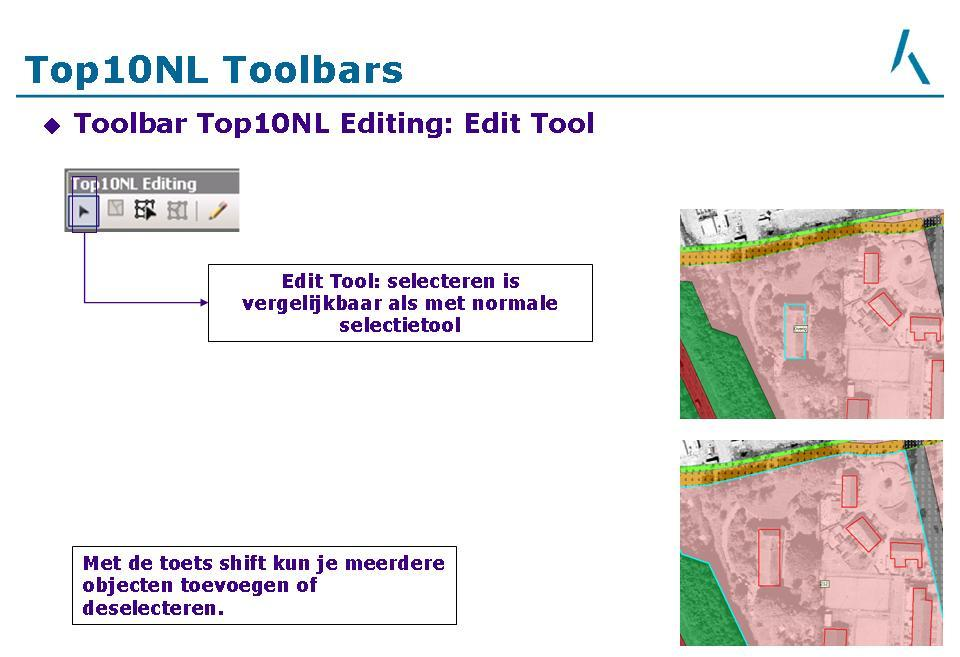 Top10NL Toolbars
Toolbar Top10NL Editing: Edit Tool
Top10NL Editing
Edit Tool: selecteren is
vergelijkbaar als met normale
selectietool
Met de toets shift kun je meerdere
objecten toevoegen of
deselecteren.